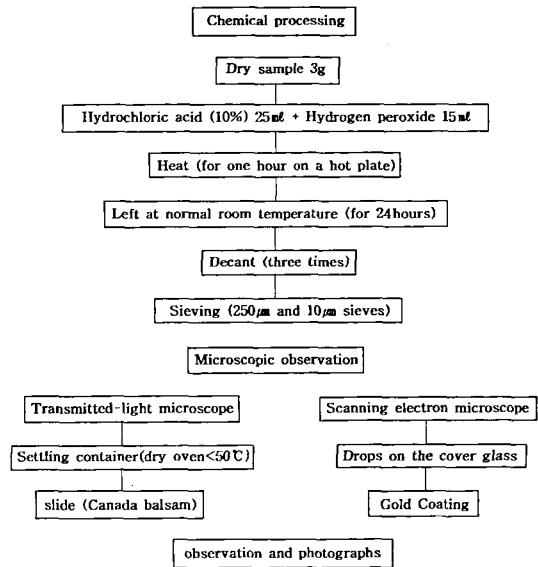 Chemical processing
Dry sample 3g
Hydrochloric acid (10%) 25㎖ + Hydrogen peroxide 15㎖
Heat (for one hour on a hot plate)
Left at normal room temperature (for 24hours)
Decant (three times)
Sieving (250㎛ and 10㎛ sieves)
Microscopic observation
Transmitted-light microscope
Scanning electron microscope
Settling container(dry oven<50℃)
Drops on the cover glass
slide (Canada balsam)
Gold Coating
observation and photographs